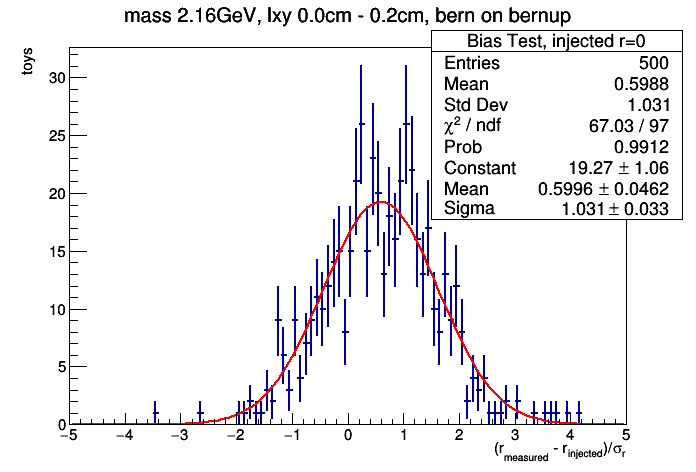 mass 2.16GeV, lxy 0.0cm - 0.2cm, bern on bernup
Bias Test, injected r=0
Entries 500
Mean 0.5988
Std Dev 1.031
χ² / ndf 67.03 / 97
Prob 0.9912
Constant 19.27 ± 1.06
Mean 0.5996 ± 0.0462
Sigma 1.031 ± 0.033
toys
30
25
20
15
10
5
0
−5 −4 −3 −2 −1 0 1 2 3 4 5
(r_measured - r_injected)/σ_r